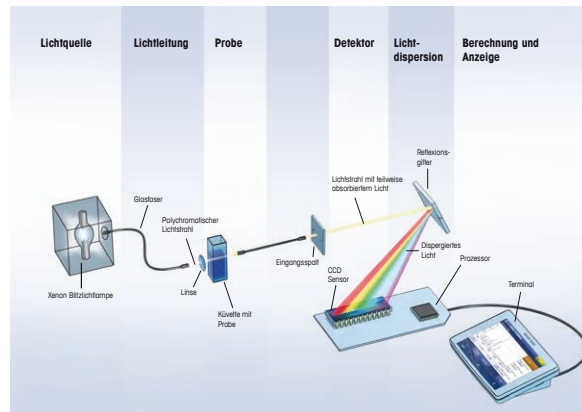 Lichtquelle
Lichtleitung
Probe
Detektor
Licht-
dispersion
Berechnung und
Anzeige
Reflexions-
gitter
Lichtstrahl mit teilweise
absorbiertem Licht
Glasfaser
Polychromatischer
Lichtstrahl
Eingangsspalt
Dispergiertes
Licht
CCD
Sensor
Prozessor
Xenon Blitzlichtlampe
Linse
Küvette mit
Probe
Terminal